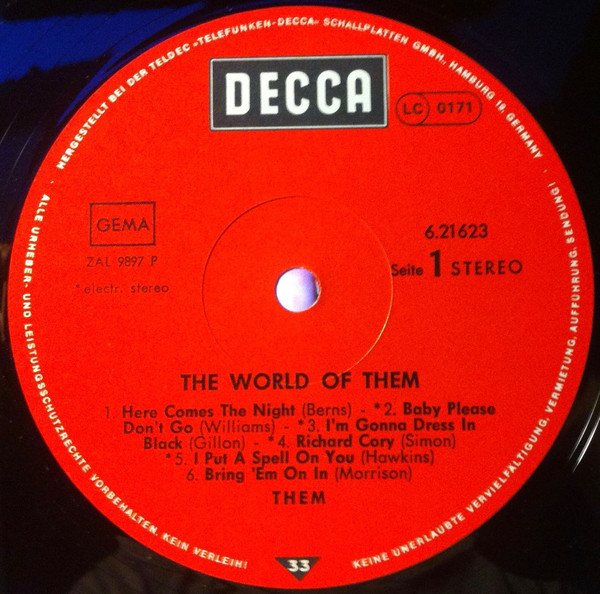 HERGESTELLT BEI DER TELDEC »TELEFUNKEN-DECCA« SCHALLPLATTEN GMBH, HAMBURG 19, GERMANY
DECCA
LC 0171
GEMA
ZAL 9897 P
*electr. stereo
6.21623
Seite 1 STEREO
THE WORLD OF THEM
1. Here Comes The Night (Berns) - *2. Baby Please
Don't Go (Williams) - *3. I'm Gonna Dress In
Black (Gillon) - *4. Richard Cory (Simon)
*5. I Put A Spell On You (Hawkins)
6. Bring 'Em On In (Morrison)
THEM
33
ALLE URHEBER- UND LEISTUNGSSCHUTZRECHTE VORBEHALTEN. KEIN VERLEIH!
KEINE UNERLAUBTE VERVIELFÄLTIGUNG, VERMIETUNG, AUFFÜHRUNG, SENDUNG!